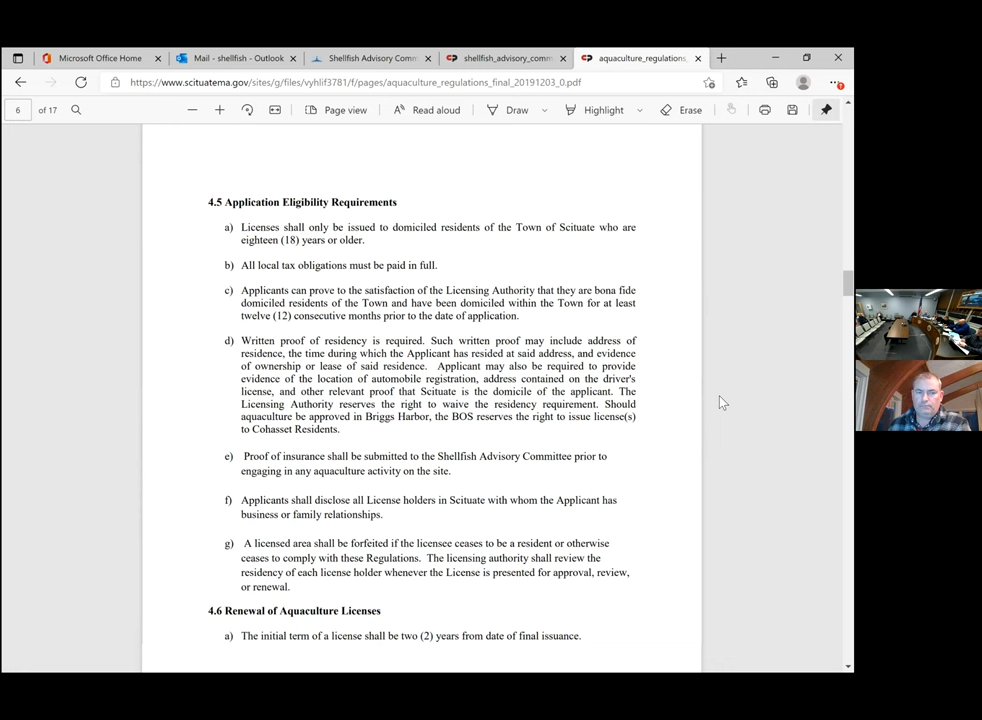 Microsoft Office Home
Mail - shellfish - Outlook
Shellfish Advisory Comm
shellfish_advisory_comm
aquaculture_regulations_
https://www.scituatema.gov/sites/g/files/vyhlif3781/f/pages/aquaculture_regulations_final_20191203_0.pdf
6 of 17
Page view
Read aloud
Draw
Highlight
Erase
4.5 Application Eligibility Requirements
a) Licenses shall only be issued to domiciled residents of the Town of Scituate who are
eighteen (18) years or older.
b) All local tax obligations must be paid in full.
c) Applicants can prove to the satisfaction of the Licensing Authority that they are bona fide
domiciled residents of the Town and have been domiciled within the Town for at least
twelve (12) consecutive months prior to the date of application.
d) Written proof of residency is required. Such written proof may include address of
residence, the time during which the Applicant has resided at said address, and evidence
of ownership or lease of said residence. Applicant may also be required to provide
evidence of the location of automobile registration, address contained on the driver's
license, and other relevant proof that Scituate is the domicile of the applicant. The
Licensing Authority reserves the right to waive the residency requirement. Should
aquaculture be approved in Briggs Harbor, the BOS reserves the right to issue license(s)
to Cohasset Residents.
e) Proof of insurance shall be submitted to the Shellfish Advisory Committee prior to
engaging in any aquaculture activity on the site.
f) Applicants shall disclose all License holders in Scituate with whom the Applicant has
business or family relationships.
g) A licensed area shall be forfeited if the licensee ceases to be a resident or otherwise
ceases to comply with these Regulations. The licensing authority shall review the
residency of each license holder whenever the License is presented for approval, review,
or renewal.
4.6 Renewal of Aquaculture Licenses
a) The initial term of a license shall be two (2) years from date of final issuance.